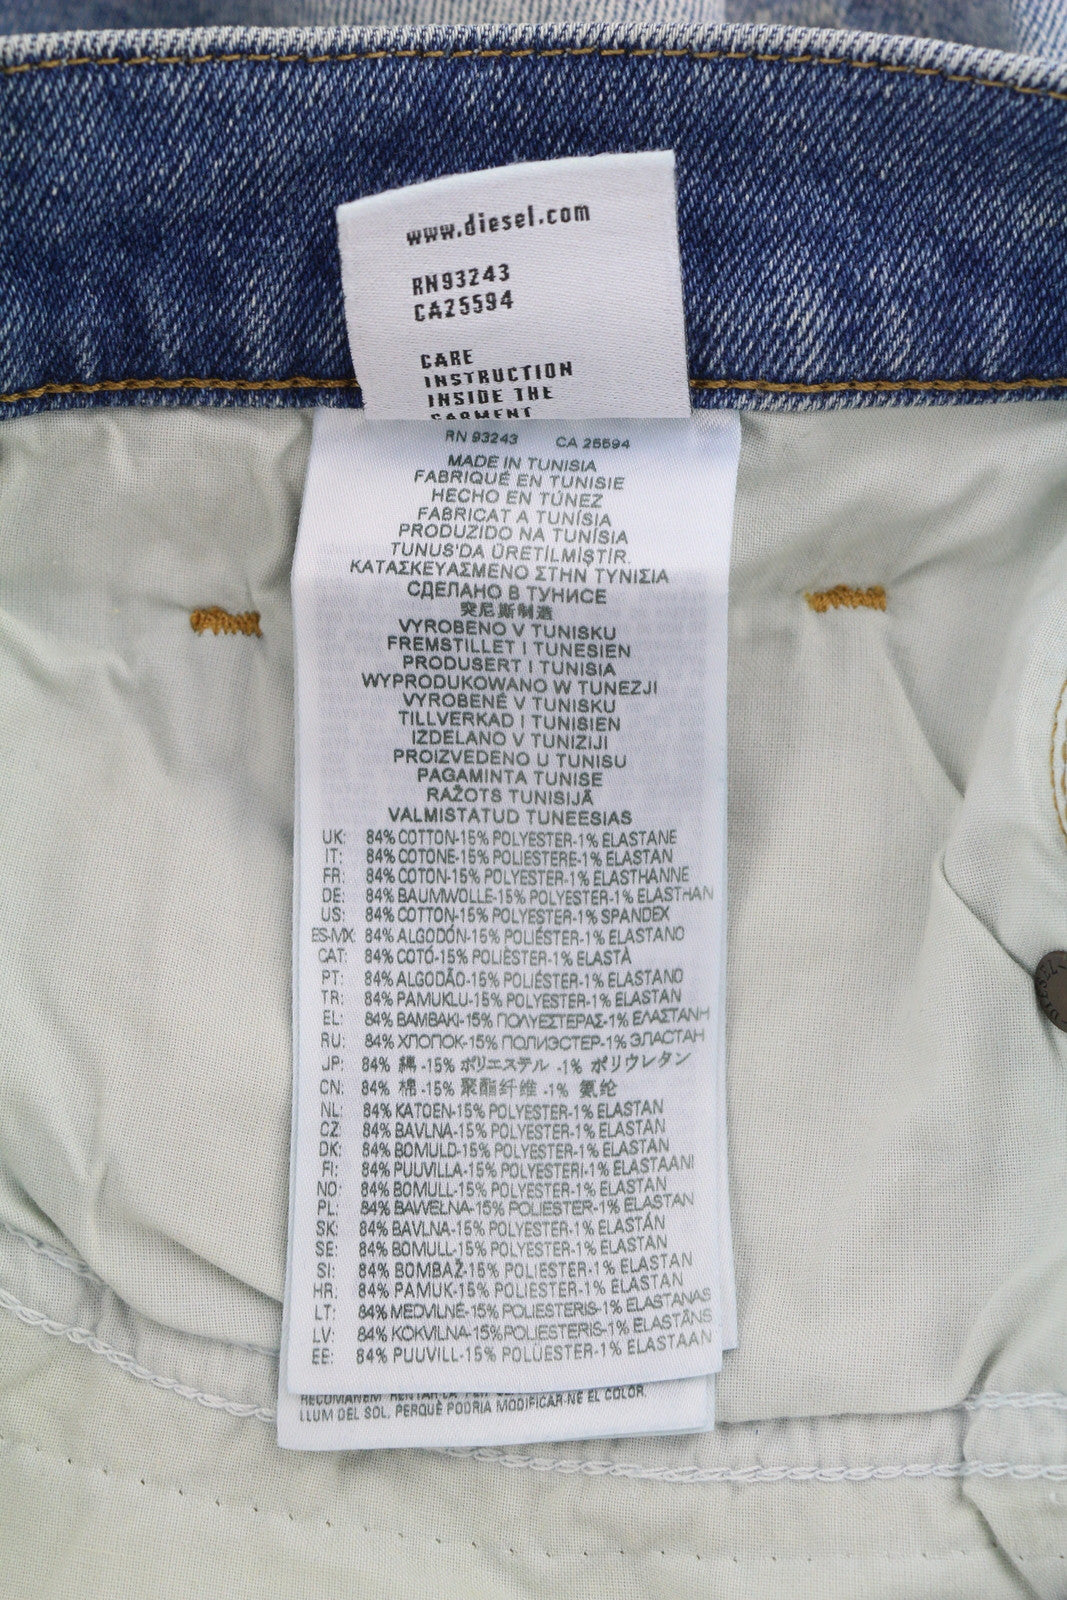 www.diesel.com
RN93243
CA25594
CARE
INSTRUCTION
INSIDE THE
GARMENT
RN 93243 CA 25594
MADE IN TUNISIA
FABRIQUÉ EN TUNISIE
HECHO EN TÚNEZ
FABRICAT A TUNÍSIA
PRODUZIDO NA TUNÍSIA
TUNUS'DA ÜRETİLMİŞTİR.
ΚΑΤΑΣΚΕΥΑΣΜΕΝΟ ΣΤΗΝ ΤΥΝΙΣΙΑ
СДЕЛАНО В ТУНИСЕ
突尼斯制造
VYROBENO V TUNISKU
FREMSTILLET I TUNESIEN
PRODUSERT I TUNISIA
WYPRODUKOWANO W TUNEZJI
VYROBENÉ V TUNISKU
TILLVERKAD I TUNISIEN
IZDELANO V TUNIZIJI
PROIZVEDENO U TUNISU
PAGAMINTA TUNISE
RAŽOTS TUNISIJĀ
VALMISTATUD TUNEESIAS
UK: 84% COTTON-15% POLYESTER-1% ELASTANE
IT: 84% COTONE-15% POLIESTERE-1% ELASTAN
FR: 84% COTON-15% POLYESTER-1% ELASTHANNE
DE: 84% BAUMWOLLE-15% POLYESTER-1% ELASTHAN
US: 84% COTTON-15% POLYESTER-1% SPANDEX
ES-MX: 84% ALGODÓN-15% POLIÉSTER-1% ELASTANO
CAT: 84% COTÓ-15% POLIÈSTER-1% ELASTÀ
PT: 84% ALGODÃO-15% POLIÉSTER-1% ELASTANO
TR: 84% PAMUKLU-15% POLYESTER-1% ELASTAN
EL: 84% ΒΑΜΒΑΚΙ-15% ΠΟΛΥΕΣΤΕΡΑΣ-1% ΕΛΑΣΤΑΝΗ
RU: 84% ХЛОПОК-15% ПОЛИЭСТЕР-1% ЭЛАСТАН
JP: 84% 綿 -15% ポリエステル -1% ポリウレタン
CN: 84% 棉 -15% 聚酯纤维 -1% 氨纶
NL: 84% KATOEN-15% POLYESTER-1% ELASTAN
CZ: 84% BAVLNA-15% POLYESTER-1% ELASTAN
DK: 84% BOMULD-15% POLYESTER-1% ELASTAN
FI: 84% PUUVILLA-15% POLYESTERI-1% ELASTAANI
NO: 84% BOMULL-15% POLYESTER-1% ELASTAN
PL: 84% BAWEŁNA-15% POLIESTER-1% ELASTAN
SK: 84% BAVLNA-15% POLYESTER-1% ELASTÁN
SE: 84% BOMULL-15% POLYESTER-1% ELASTAN
SI: 84% BOMBAŽ-15% POLIESTER-1% ELASTAN
HR: 84% PAMUK-15% POLIESTER-1% ELASTAN
LT: 84% MEDVILNĖ-15% POLIESTERIS-1% ELASTANAS
LV: 84% KOKVILNA-15% POLIESTERIS-1% ELASTĀNS
EE: 84% PUUVILL-15% POLÜESTER-1% ELASTAAN
RECOMANEM RENTAR-LA PER
LLUM DEL SOL, PERQUÈ PODRIA MODIFICAR-NE EL COLOR.
DIESEL